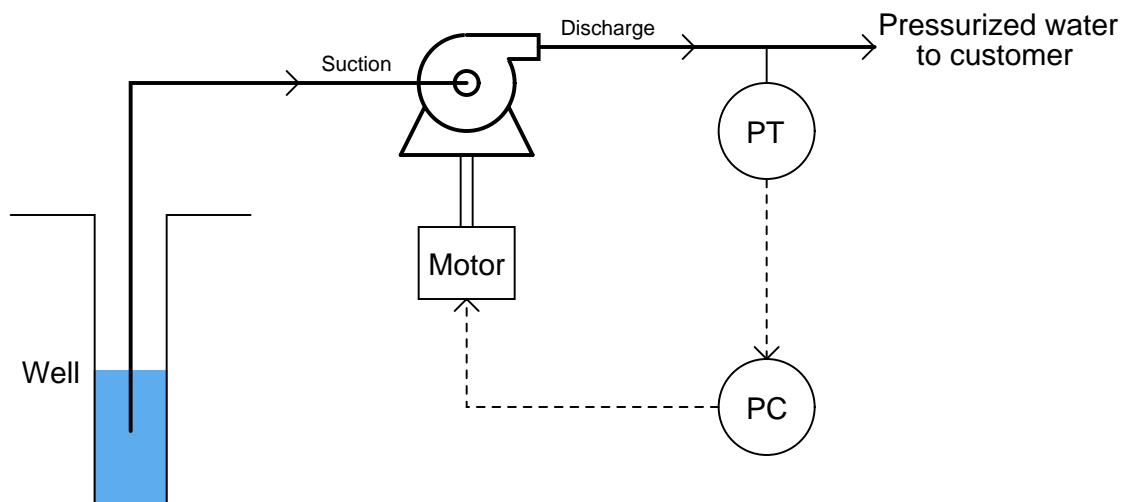 Pressurized water
to customer
Discharge
Suction
PT
Motor
Well
PC